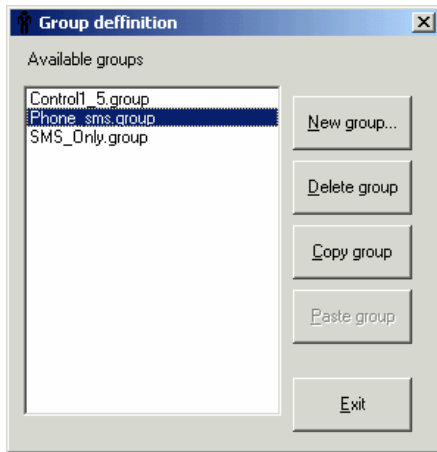 Group deffinition
Available groups
Control1_5.group
Phone_sms.group
SMS_Only.group
New group...
Delete group
Copy group
Paste group
Exit